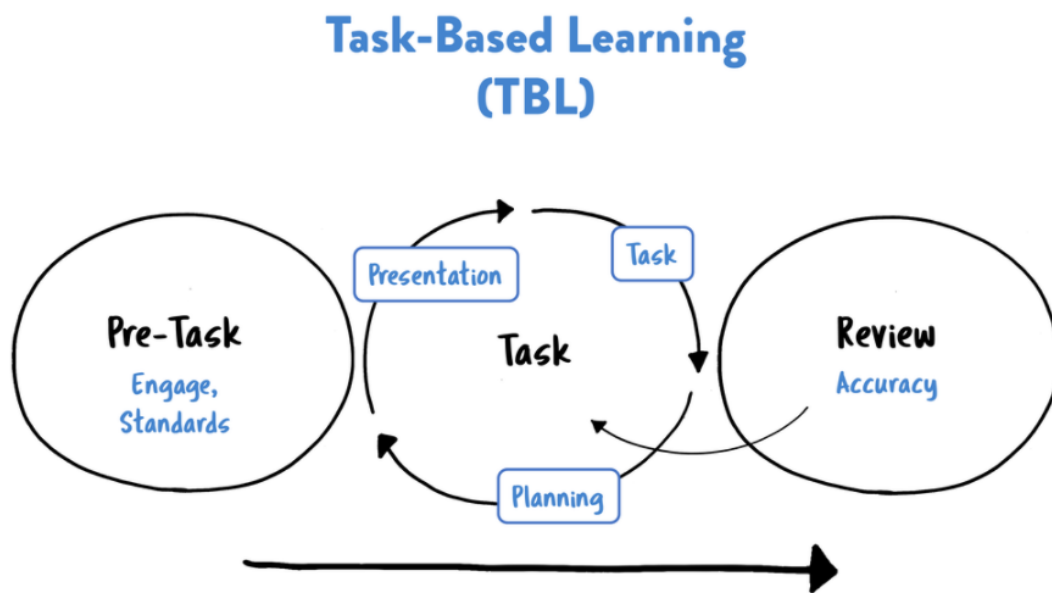 Task-Based Learning
(TBL)
Pre-Task
Engage,
Standards
Presentation
Task
Task
Planning
Review
Accuracy